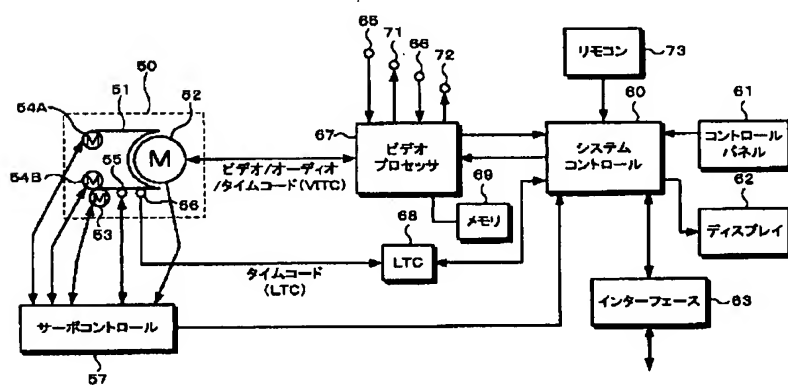 50
51
52
54A
M
M
54B
M
55
M
53
56
ビデオ/オーディオ
/タイムコード(VITC)
タイムコード
(LTC)
サーボコントロール
57
65
71
66
72
67
ビデオ
プロセッサ
69
メモリ
68
LTC
リモコン
73
60
システム
コントロール
61
コントロール
パネル
62
ディスプレイ
インターフェース
63